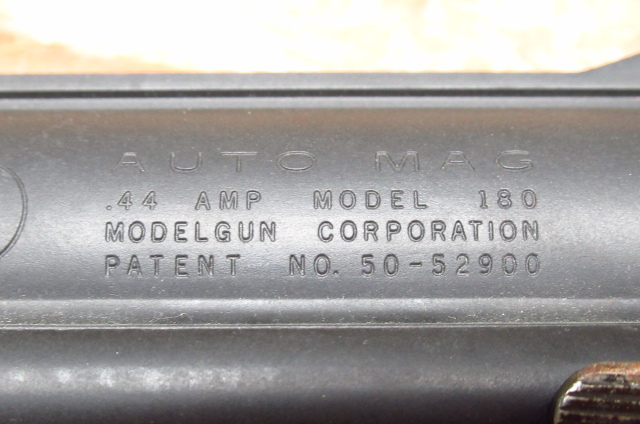 AUTO MAG
.44 AMP MODEL 180
MODELGUN CORPORATION
PATENT NO. 50-52900